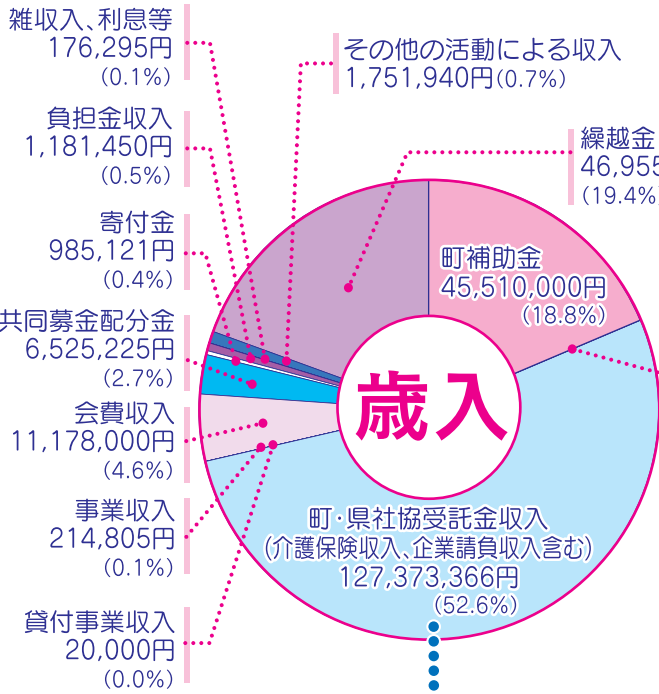 雑収入、利息等
176,295円
(0.1%)
その他の活動による収入
1,751,940円(0.7%)
負担金収入
1,181,450円
(0.5%)
繰越金
46,955
(19.4%)
寄付金
985,121円
(0.4%)
町補助金
45,510,000円
(18.8%)
共同募金配分金
6,525,225円
(2.7%)
歳入
会費収入
11,178,000円
(4.6%)
事業収入
214,805円
(0.1%)
町・県社協受託金収入
(介護保険収入、企業請負収入含む)
127,373,366円
(52.6%)
貸付事業収入
20,000円
(0.0%)